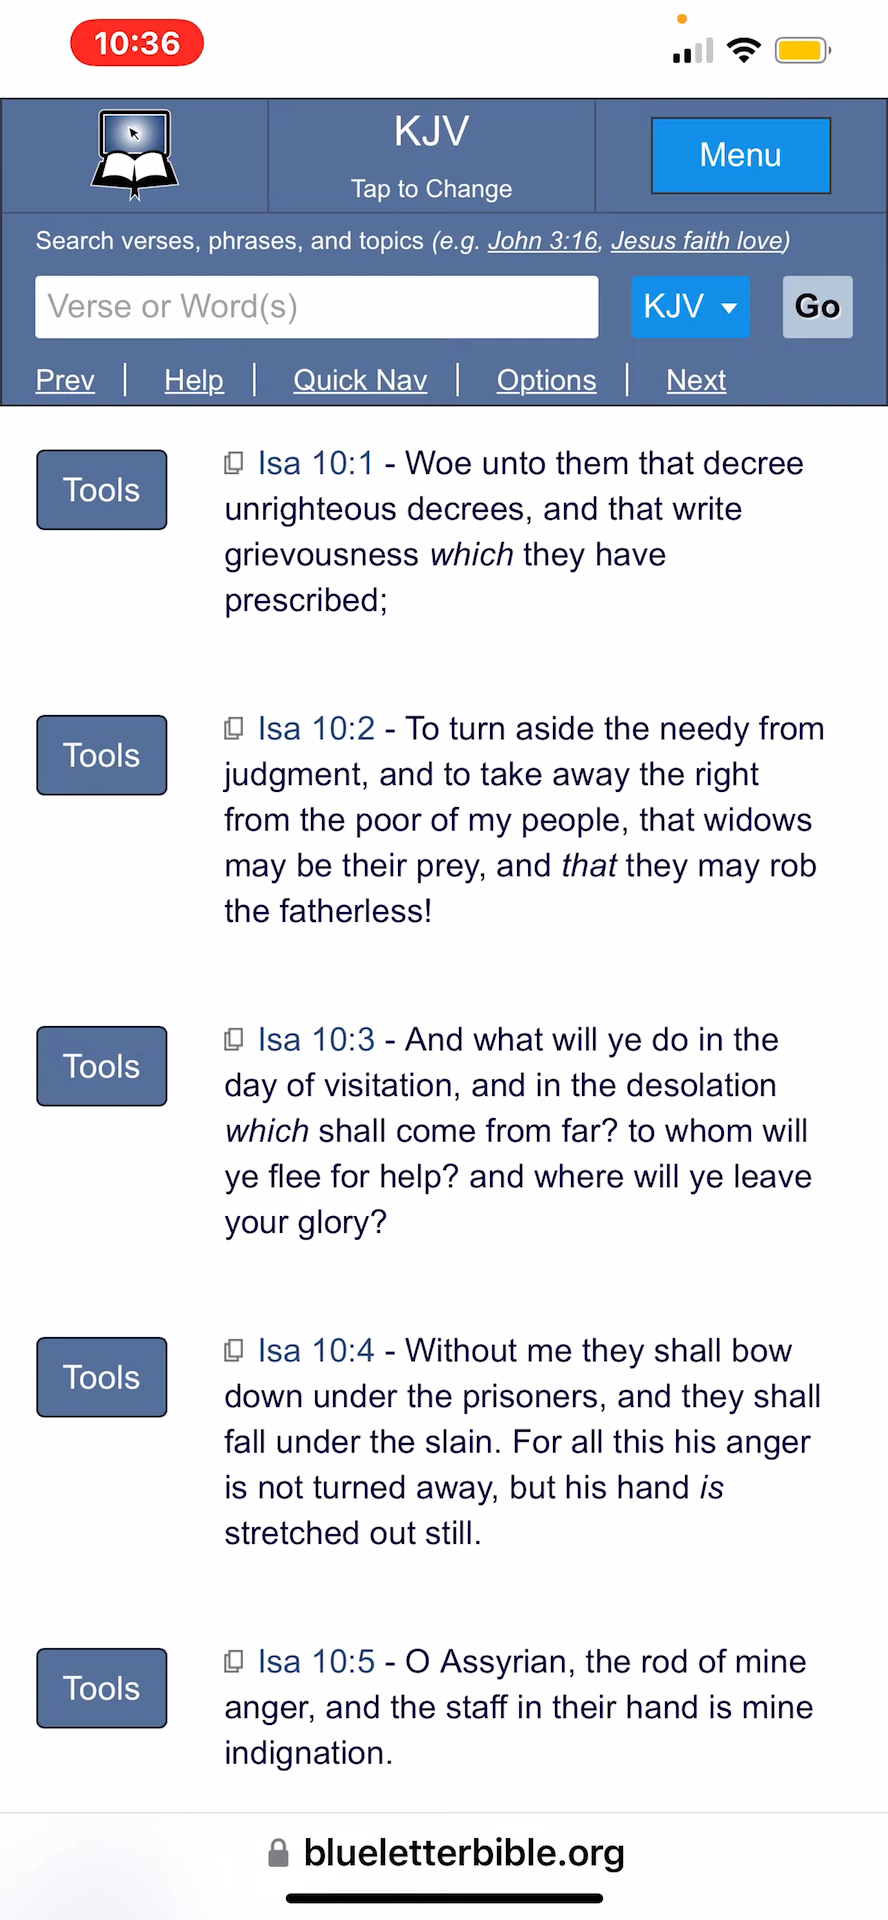 10:36
KJV
Tap to Change
Menu
Search verses, phrases, and topics (e.g. John 3:16, Jesus faith love)
Verse or Word(s)
KJV
Go
Prev | Help | Quick Nav | Options | Next
Tools
Isa 10:1 - Woe unto them that decree
unrighteous decrees, and that write
grievousness which they have
prescribed;
Tools
Isa 10:2 - To turn aside the needy from
judgment, and to take away the right
from the poor of my people, that widows
may be their prey, and that they may rob
the fatherless!
Tools
Isa 10:3 - And what will ye do in the
day of visitation, and in the desolation
which shall come from far? to whom will
ye flee for help? and where will ye leave
your glory?
Tools
Isa 10:4 - Without me they shall bow
down under the prisoners, and they shall
fall under the slain. For all this his anger
is not turned away, but his hand is
stretched out still.
Tools
Isa 10:5 - O Assyrian, the rod of mine
anger, and the staff in their hand is mine
indignation.
blueletterbible.org